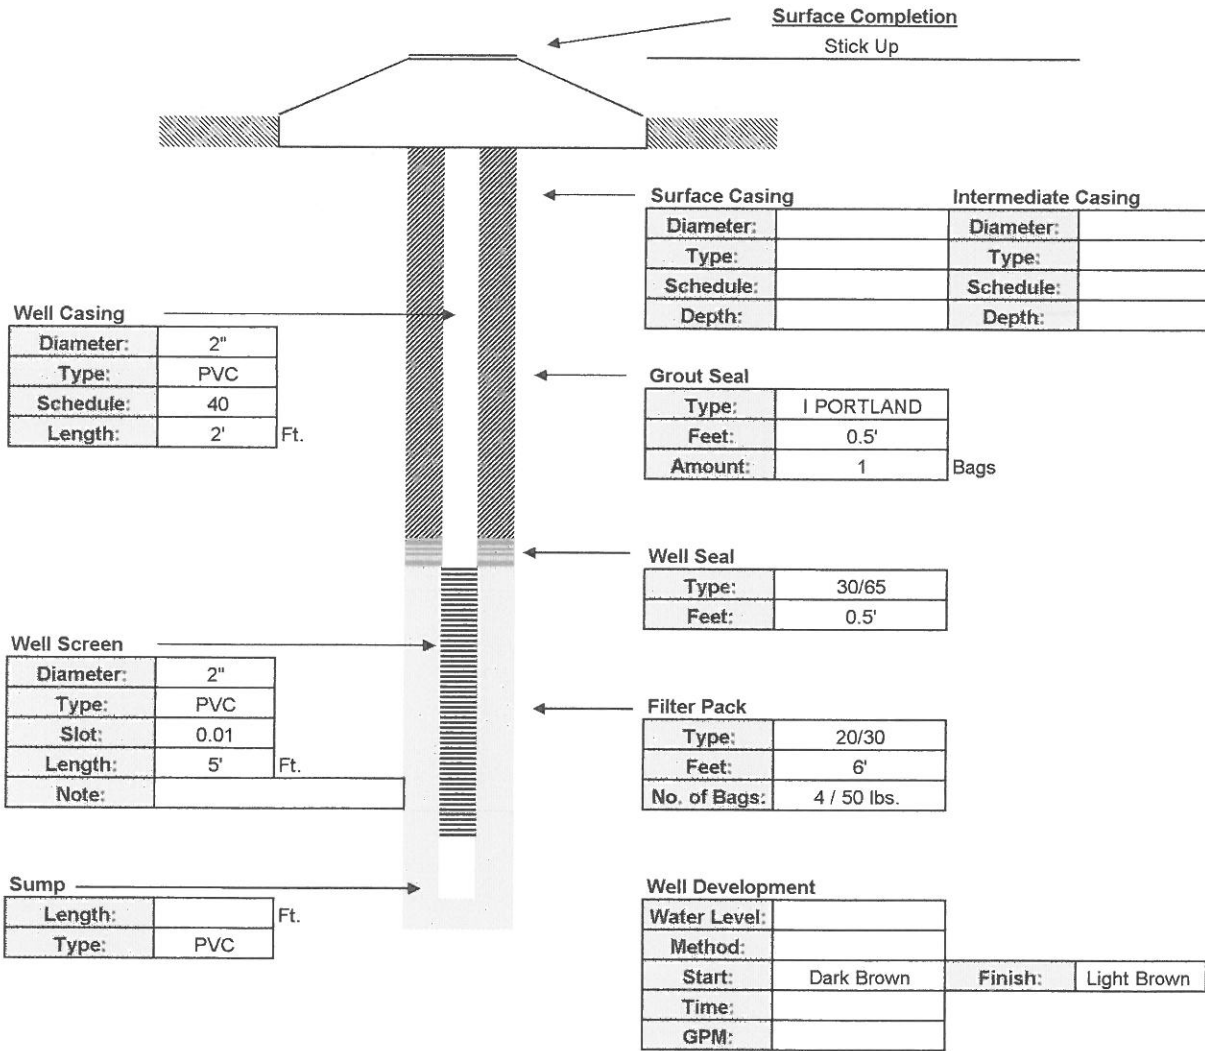 Surface Completion
Stick Up
Surface Casing Intermediate Casing
Diameter: Diameter:
Type: Type:
Schedule: Schedule:
Depth: Depth:
Well Casing
Diameter: 2"
Type: PVC
Schedule: 40
Length: 2' Ft.
Grout Seal
Type: I PORTLAND
Feet: 0.5'
Amount: 1 Bags
Well Seal
Type: 30/65
Feet: 0.5'
Well Screen
Diameter: 2"
Type: PVC
Slot: 0.01
Length: 5' Ft.
Note:
Filter Pack
Type: 20/30
Feet: 6'
No. of Bags: 4 / 50 lbs.
Sump
Length: Ft.
Type: PVC
Well Development
Water Level:
Method:
Start: Dark Brown Finish: Light Brown
Time:
GPM: